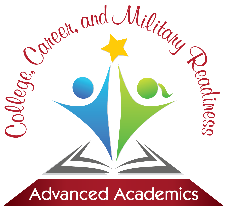 College, Career, and Military Readiness
Advanced Academics